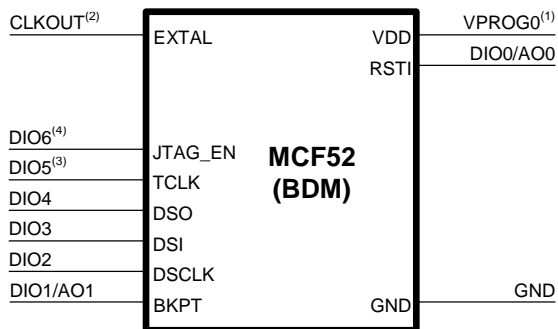 CLKOUT(2) EXTAL VDD VPROG0(1)
RSTI DIO0/AO0
DIO6(4) JTAG_EN
DIO5(3) TCLK
DIO4 DSO
DIO3 DSI
DIO2 DSCLK
DIO1/AO1 BKPT
MCF52
(BDM)
GND GND